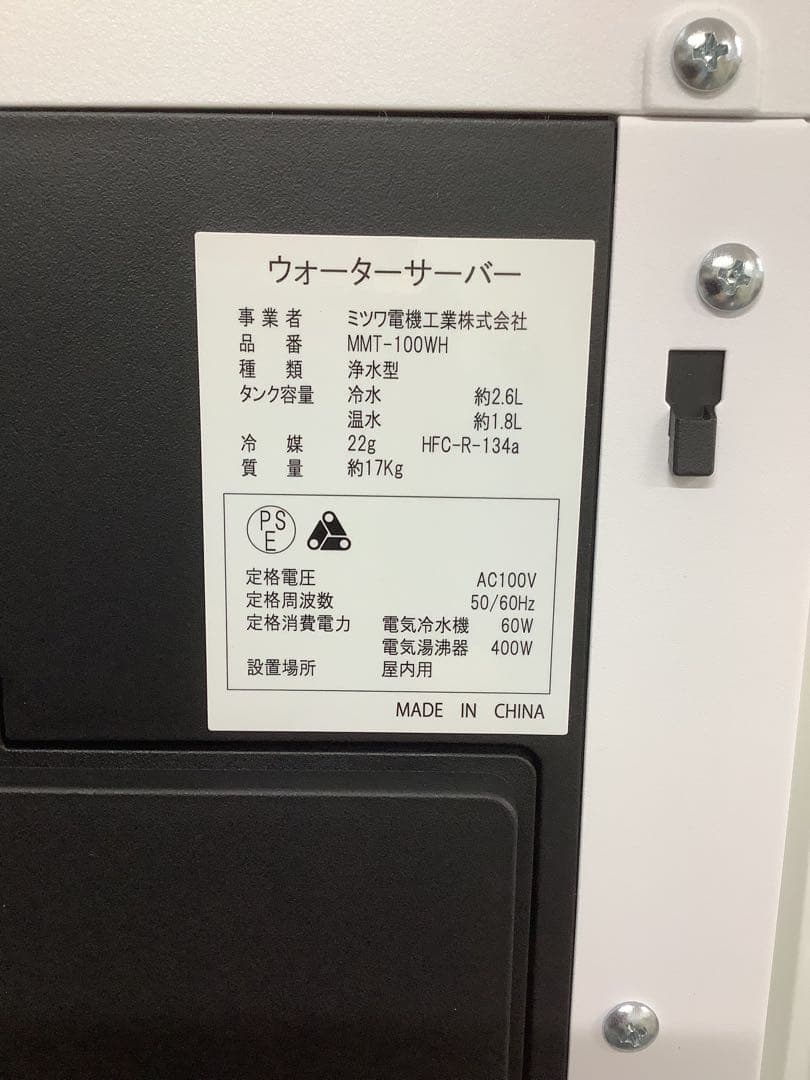 ウォーターサーバー
事業者 ミツワ電機工業株式会社
品番 MMT-100WH
種類 浄水型
タンク容量 冷水 約2.6L
温水 約1.8L
冷媒 22g HFC-R-134a
質量 約17Kg
PS
E
定格電圧 AC100V
定格周波数 50/60Hz
定格消費電力 電気冷水機 60W
電気湯沸器 400W
設置場所 屋内用
MADE IN CHINA